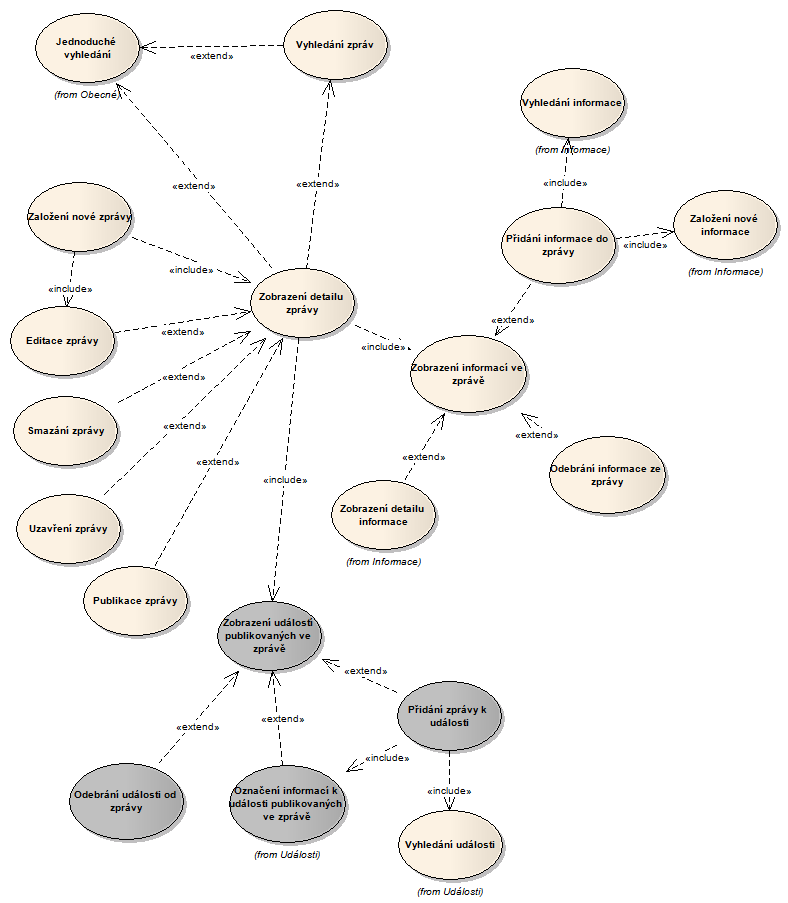 Jednoduché
vyhledání
(from Obecné)
«extend»
Vyhledání zpráv
«extend»
«extend»
Vyhledání informace
(from Informace)
«include»
Založení nové zprávy
«include»
«include»
Přidání informace do
zprávy
«include»
Založení nové
informace
(from Informace)
Zobrazení detailu
zprávy
Editace zprávy
«extend»
«include»
«extend»
Zobrazení informací ve
zprávě
Smazání zprávy
«extend»
«extend»
«extend»
«extend»
«extend»
Odebrání informace ze
zprávy
«include»
Uzavření zprávy
Zobrazení detailu
informace
(from Informace)
Publikace zprávy
Zobrazení událostí
publikovaných ve
zprávě
«extend»
Přidání zprávy k
události
«extend»
«extend»
«include»
«include»
Odebrání události od
zprávy
Označení informací k
události publikovaných
ve zprávě
(from Události)
Vyhledání události
(from Události)